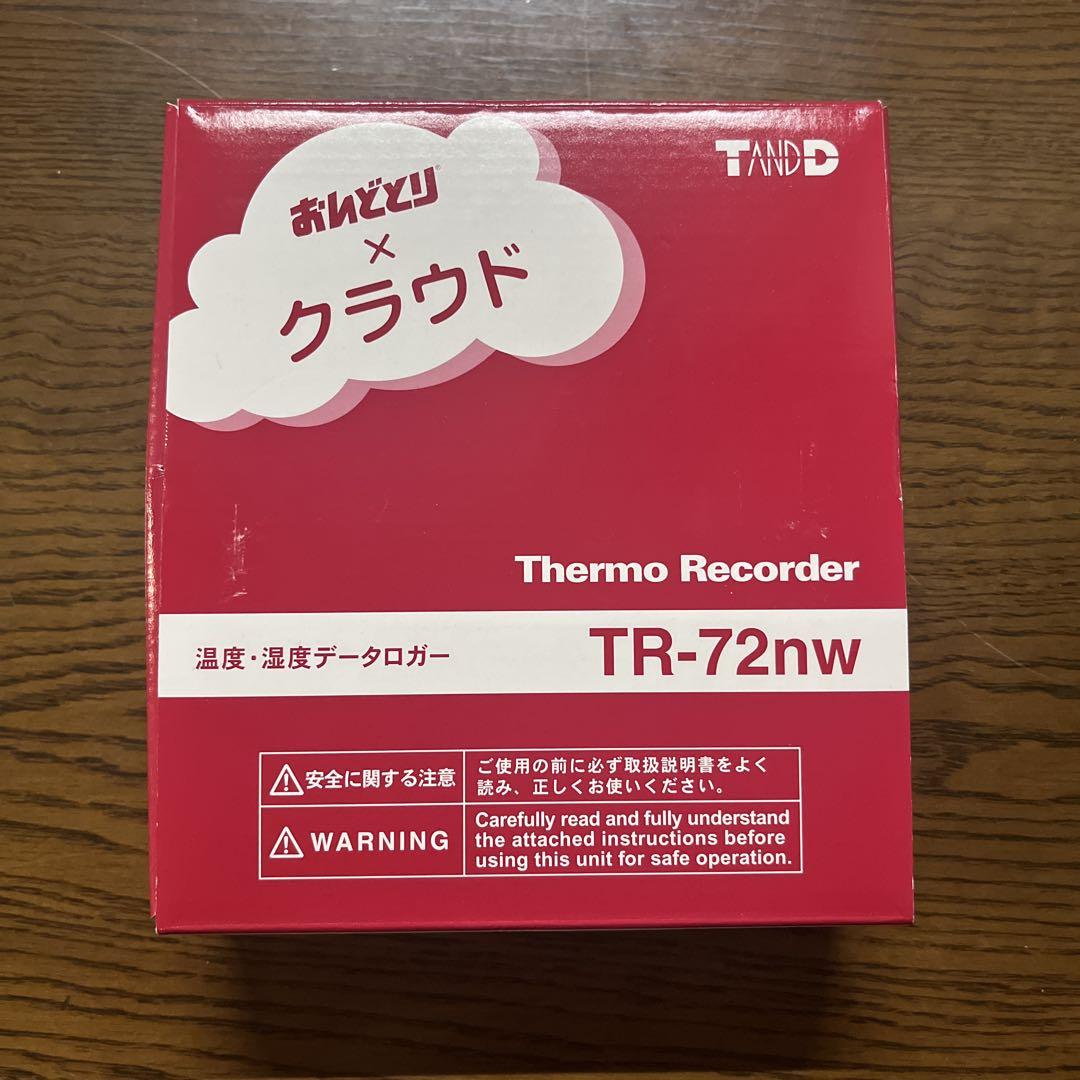 おんどとり®
×
クラウド
TANDD
Thermo Recorder
温度・湿度データロガー
TR-72nw
安全に関する注意
ご使用の前に必ず取扱説明書をよく
読み、正しくお使いください。
WARNING
Carefully read and fully understand
the attached instructions before
using this unit for safe operation.